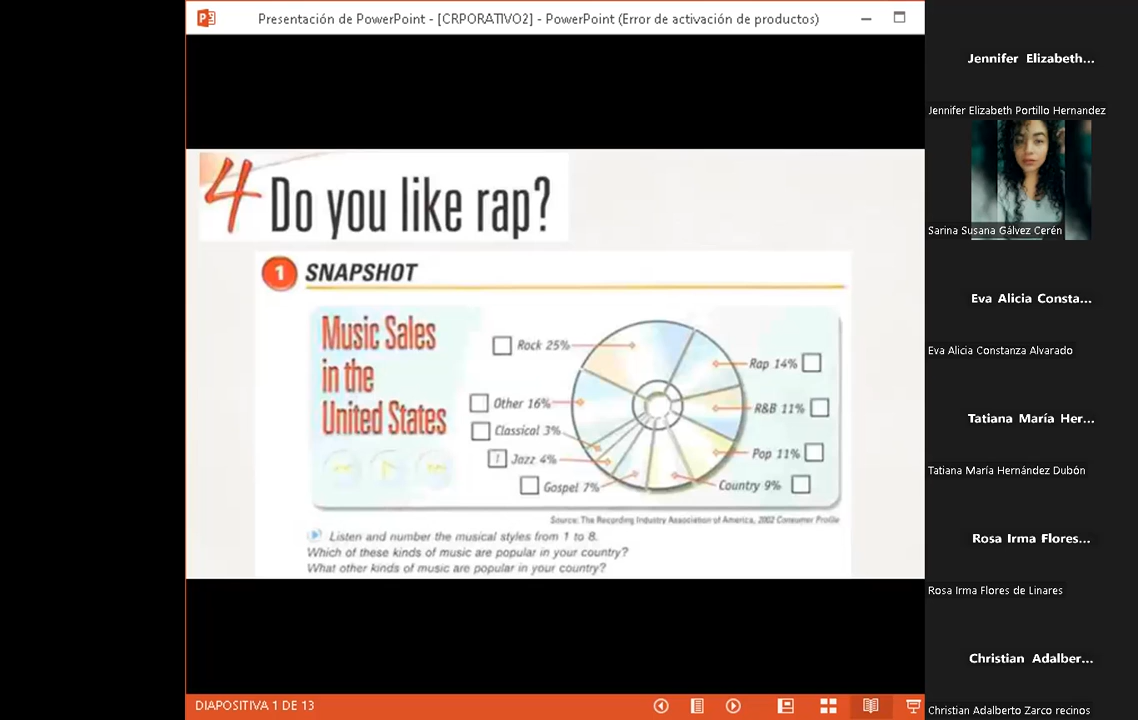 Presentación de PowerPoint - [CRPORATIVO2] - PowerPoint (Error de activación de productos)
4 Do you like rap?
1 SNAPSHOT
Music Sales
in the
United States
Rock 25%
Other 16%
Classical 3%
1 Jazz 4%
Gospel 7%
Rap 14%
R&B 11%
Pop 11%
Country 9%
Source: The Recording Industry Association of America, 2002 Consumer Profile
Listen and number the musical styles from 1 to 8.
Which of these kinds of music are popular in your country?
What other kinds of music are popular in your country?
DIAPOSITIVA 1 DE 13
Jennifer Elizabeth...
Jennifer Elizabeth Portillo Hernandez
Sarina Susana Gálvez Cerén
Eva Alicia Consta...
Eva Alicia Constanza Alvarado
Tatiana María Her...
Tatiana María Hernández Dubón
Rosa Irma Flores...
Rosa Irma Flores de Linares
Christian Adalber...
Christian Adalberto Zarco recinos